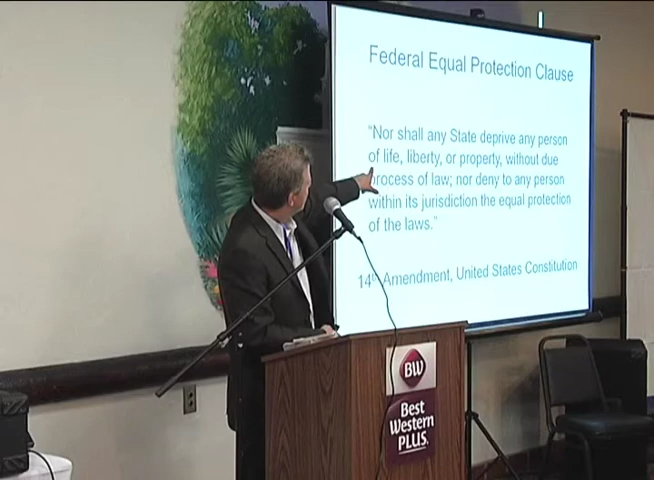 Federal Equal Protection Clause
“Nor shall any State deprive any person
of life, liberty, or property, without due
process of law; nor deny to any person
within its jurisdiction the equal protection
of the laws.”
14th Amendment, United States Constitution
BW
Best
Western
PLUS.